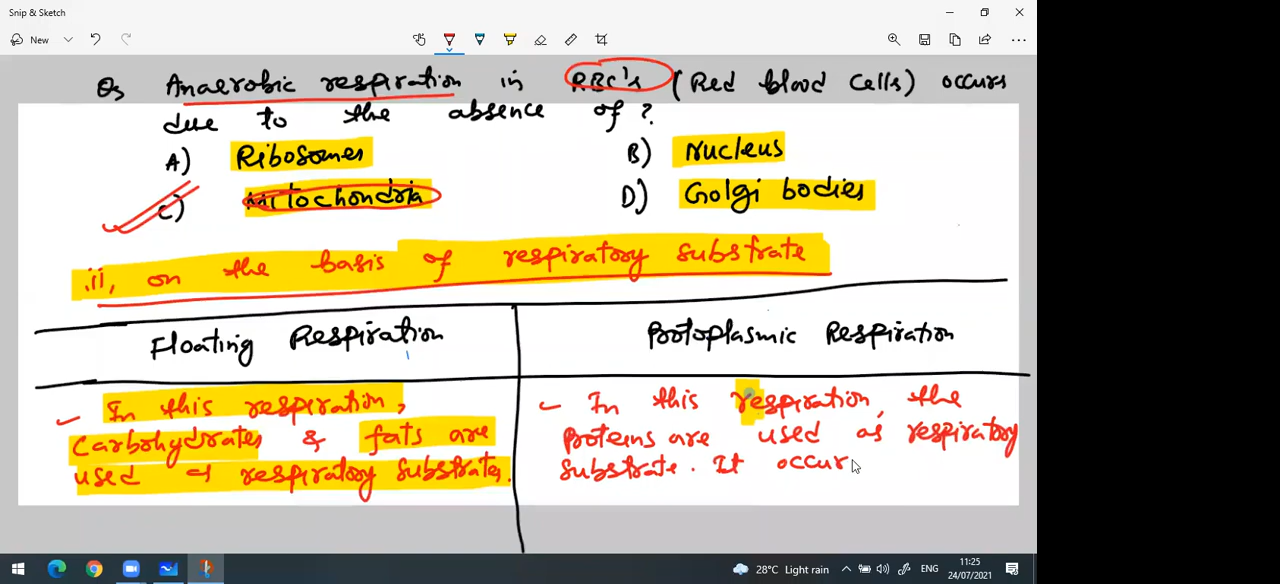 Snip & Sketch
New
Qs Anaerobic respiration in RBC's (Red blood cells) occurs
due to the absence of ?
A) Ribosomes B) Nucleus
C) Mitochondria D) Golgi bodies
ii, on the basis of respiratory substrate
Floating Respiration Protoplasmic Respiration
In this respiration,
Carbohydrates & fats are
used as respiratory substrates.
In this respiration, the
proteins are used as respiratory
substrate. It occur
28°C Light rain
ENG
11:25
24/07/2021